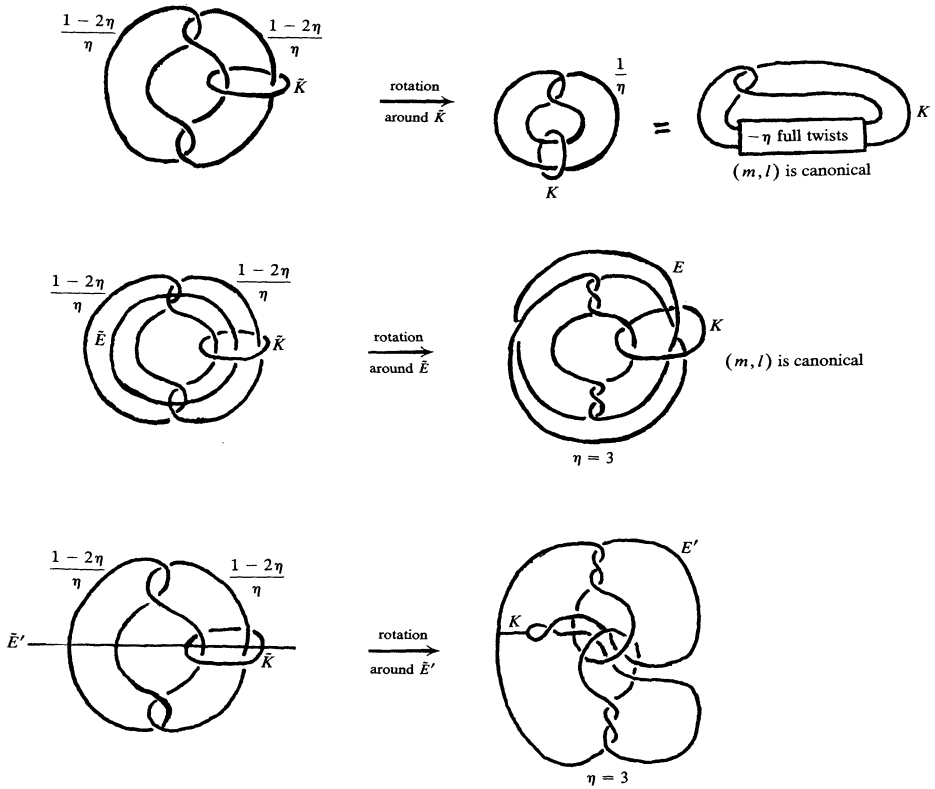 1 − 2η
η
1 − 2η
η
K̃
rotation
around K̃
1
η
K
=
−η full twists
K
(m, l) is canonical
1 − 2η
η
1 − 2η
η
Ẽ
K̃
rotation
around Ẽ
E
K
(m, l) is canonical
η = 3
1 − 2η
η
1 − 2η
η
Ẽ′
K̃
rotation
around Ẽ′
E′
K
η = 3